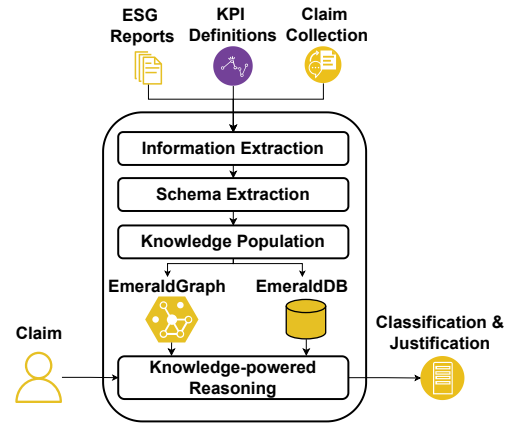 ESG
Reports
KPI
Definitions
Claim
Collection
Information Extraction
Schema Extraction
Knowledge Population
EmeraldGraph
EmeraldDB
Claim
Knowledge-powered
Reasoning
Classification &
Justification